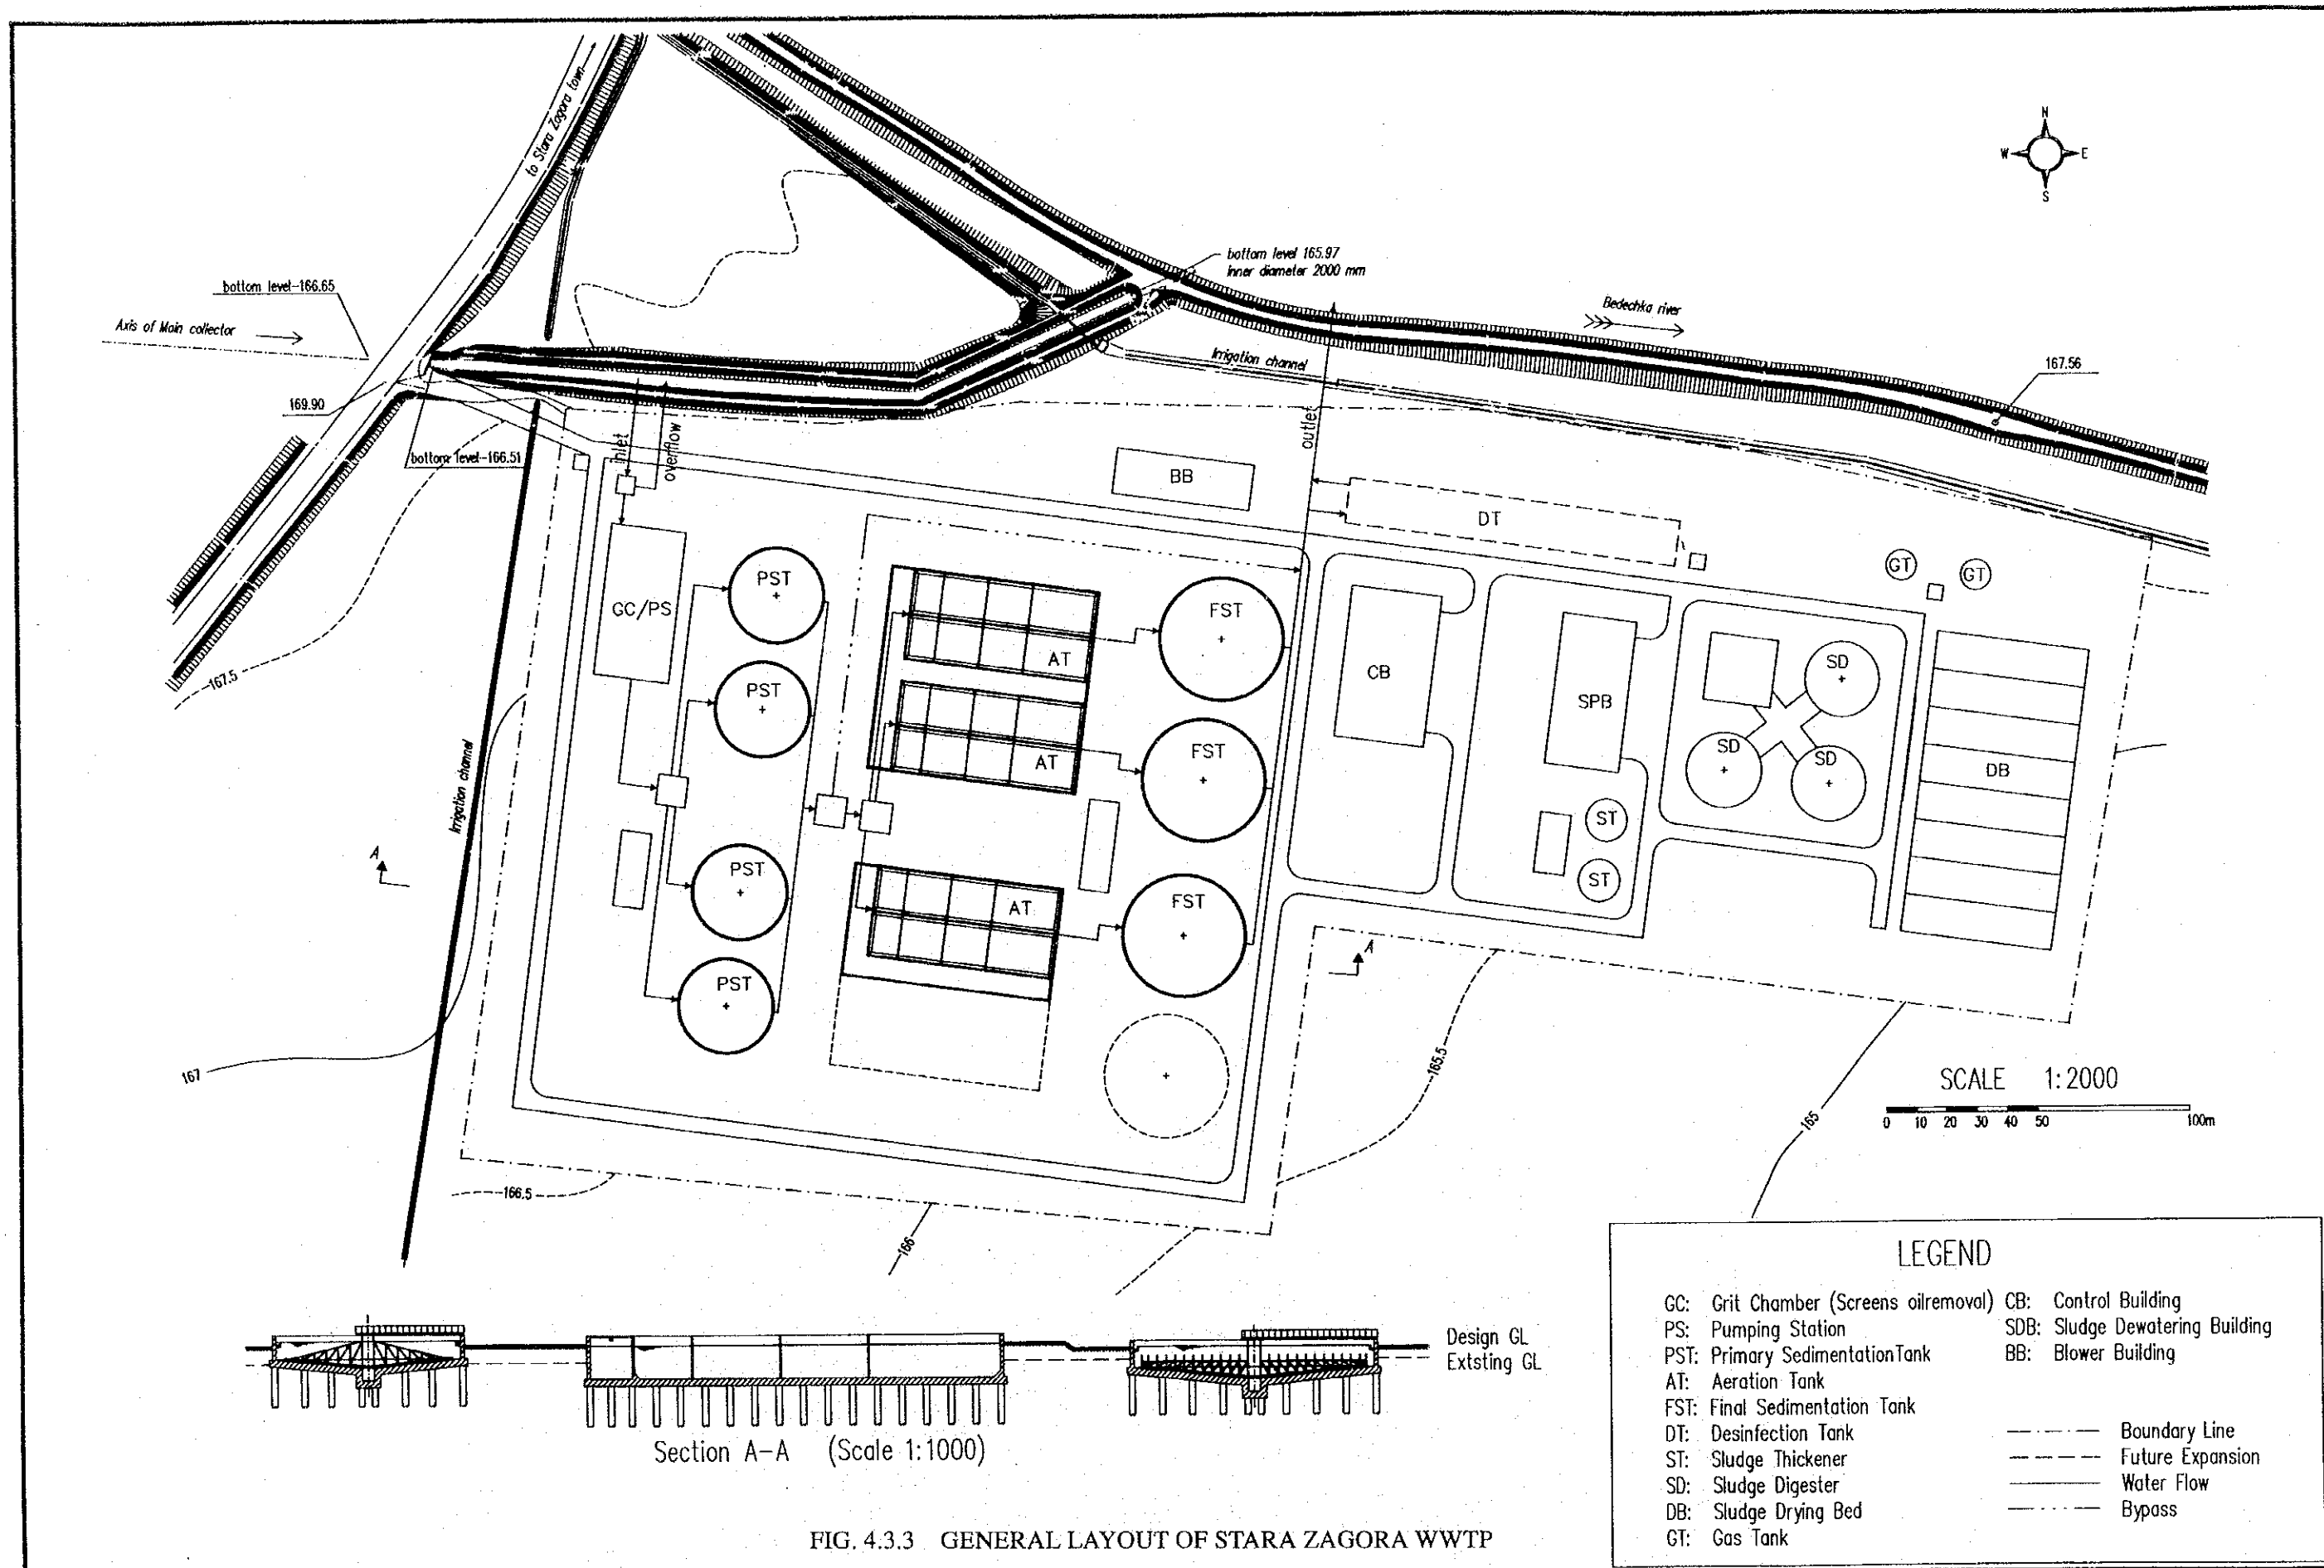 to Stara Zagora town
N
W E
S
bottom level 165.97
Inner diameter 2000 mm
bottom level-166.65
Axis of Main collector
Bedechka river
Irrigation channel
167.56
169.90
bottom level-166.51
inlet
overflow
outlet
BB
DT
GT
GT
PST
GC/PS
AT
FST
CB
SPB
SD
SD
SD
DB
167.5
PST
AT
FST
Irrigation channel
ST
ST
A
PST
AT
FST
A
PST
167
165.5
165
166.5
166
SCALE 1:2000
0 10 20 30 40 50 100m
LEGEND
GC: Grit Chamber (Screens oilremoval)
PS: Pumping Station
PST: Primary SedimentationTank
AT: Aeration Tank
FST: Final Sedimentation Tank
DT: Desinfection Tank
ST: Sludge Thickener
SD: Sludge Digester
DB: Sludge Drying Bed
GT: Gas Tank
CB: Control Building
SDB: Sludge Dewatering Building
BB: Blower Building
Boundary Line
Future Expansion
Water Flow
Bypass
Design GL
Extsting GL
Section A-A (Scale 1:1000)
FIG. 4.3.3 GENERAL LAYOUT OF STARA ZAGORA WWTP